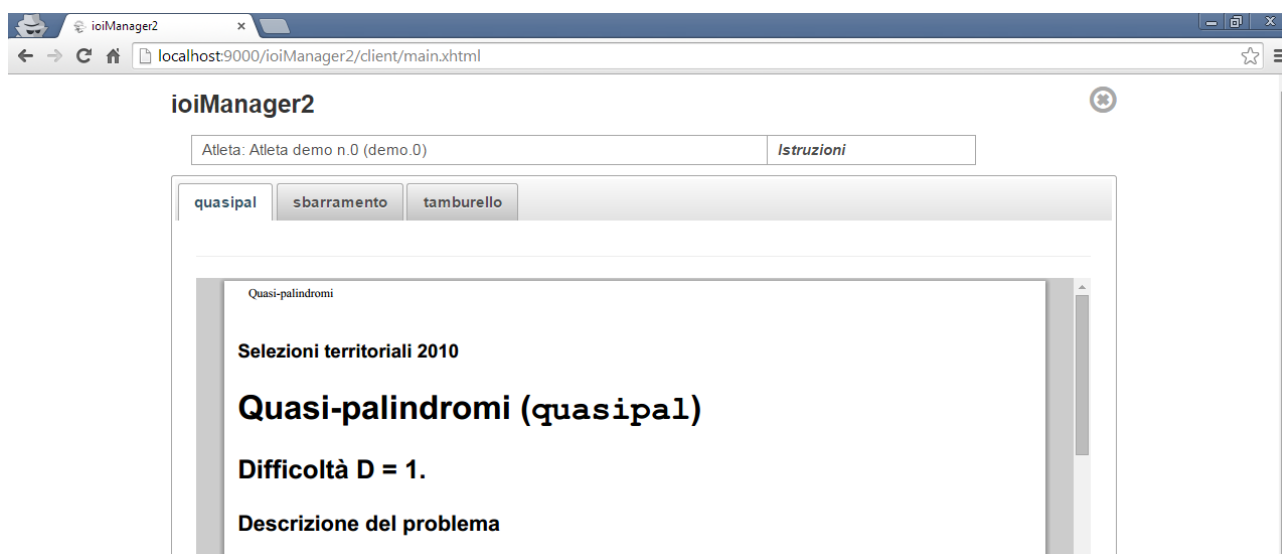 ioiManager2
localhost:9000/ioiManager2/client/main.xhtml
ioiManager2
Atleta: Atleta demo n.0 (demo.0) Istruzioni
quasipal sbarramento tamburello
Quasi-palindromi
Selezioni territoriali 2010
Quasi-palindromi (quasipal)
Difficoltà D = 1.
Descrizione del problema